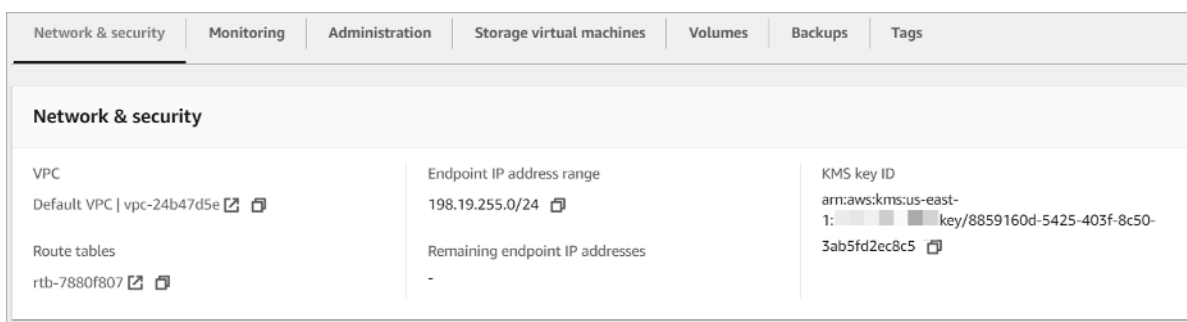 Network & security Monitoring Administration Storage virtual machines Volumes Backups Tags
Network & security
VPC
Default VPC | vpc-24b47d5e
Route tables
rtb-7880f807
Endpoint IP address range
198.19.255.0/24
Remaining endpoint IP addresses
-
KMS key ID
arn:aws:kms:us-east-
1: key/8859160d-5425-403f-8c50-
3ab5fd2ec8c5